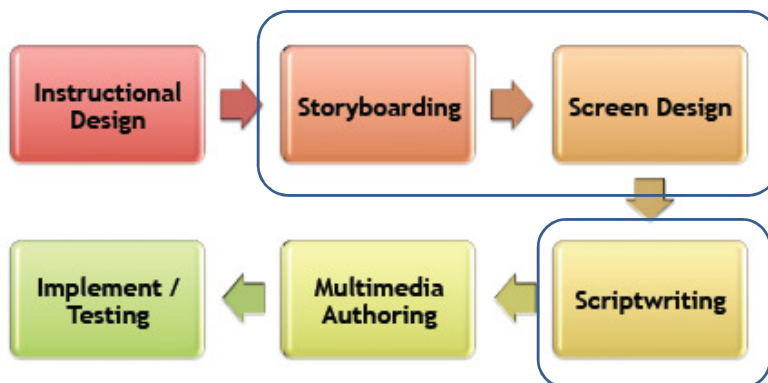 Instructional
Design
Storyboarding
Screen Design
Scriptwriting
Multimedia
Authoring
Implement /
Testing